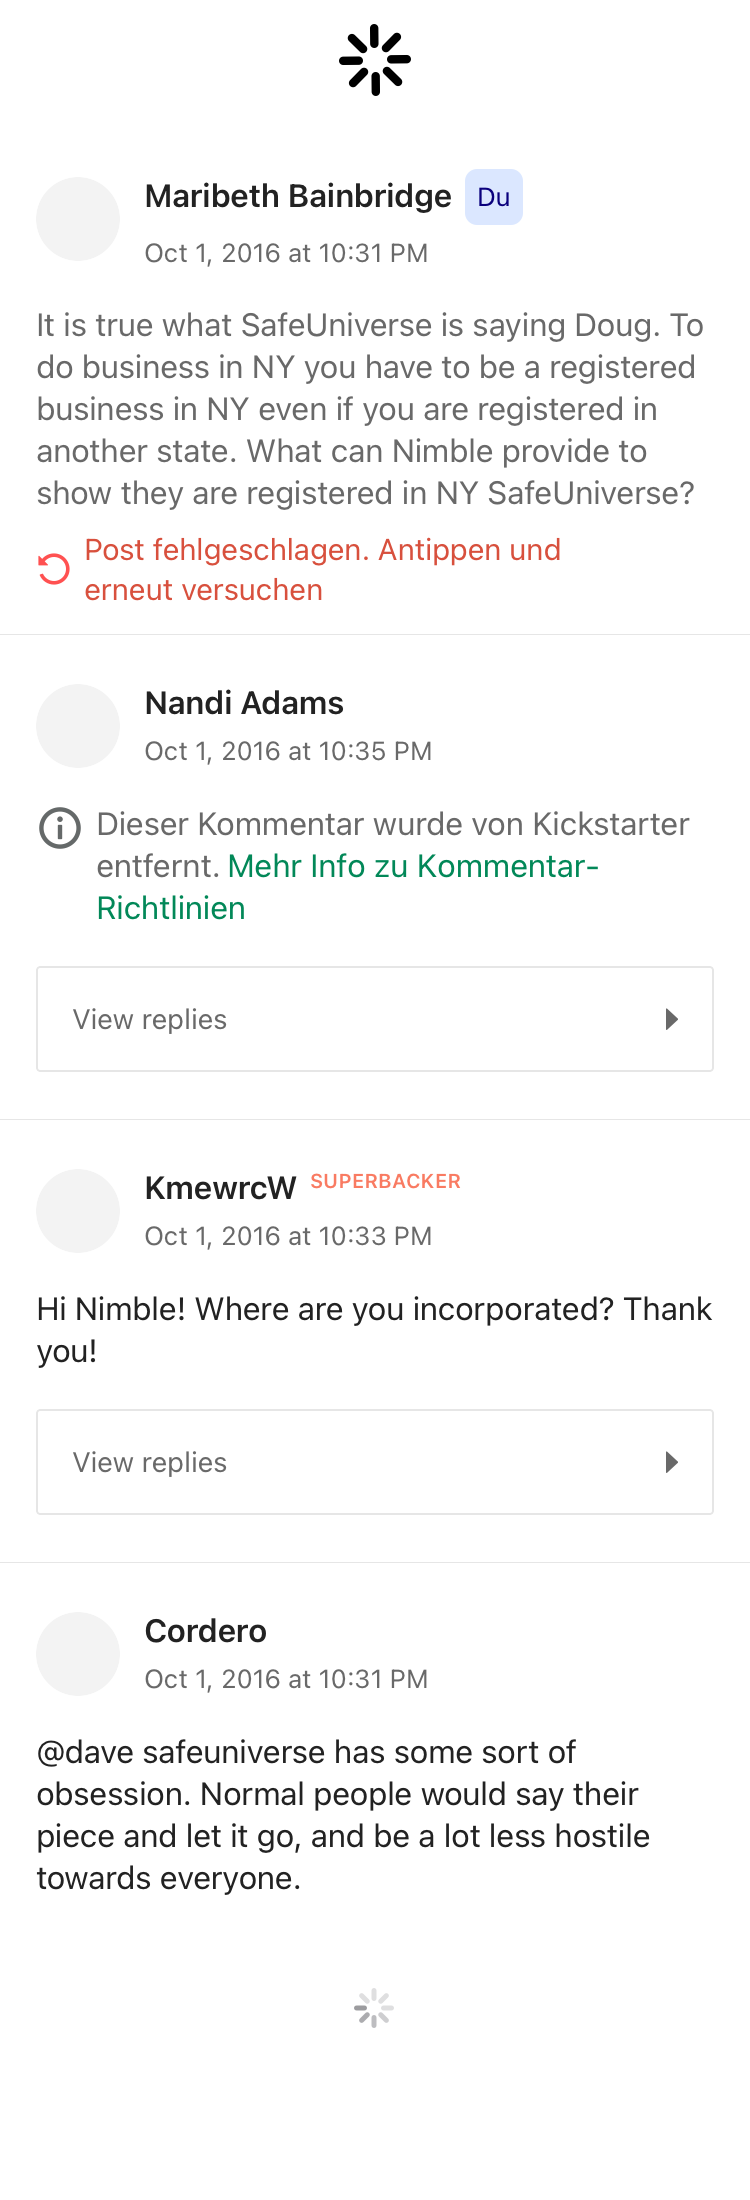 Maribeth Bainbridge Du
Oct 1, 2016 at 10:31 PM
It is true what SafeUniverse is saying Doug. To
do business in NY you have to be a registered
business in NY even if you are registered in
another state. What can Nimble provide to
show they are registered in NY SafeUniverse?
Post fehlgeschlagen. Antippen und
erneut versuchen
Nandi Adams
Oct 1, 2016 at 10:35 PM
Dieser Kommentar wurde von Kickstarter
entfernt. Mehr Info zu Kommentar-
Richtlinien
View replies
KmewrcW SUPERBACKER
Oct 1, 2016 at 10:33 PM
Hi Nimble! Where are you incorporated? Thank
you!
View replies
Cordero
Oct 1, 2016 at 10:31 PM
@dave safeuniverse has some sort of
obsession. Normal people would say their
piece and let it go, and be a lot less hostile
towards everyone.